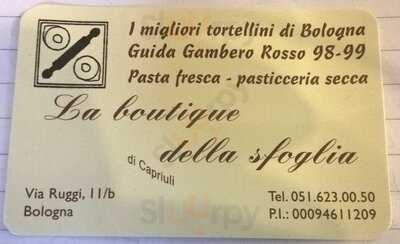 I migliori tortellini di Bologna
Guida Gambero Rosso 98-99
Pasta fresca - pasticceria secca
La boutique
della sfoglia
di Capriuli
Via Ruggi, 11/b
Bologna
Tel. 051.623.00.50
P.I.: 00094611209
Sluurpy